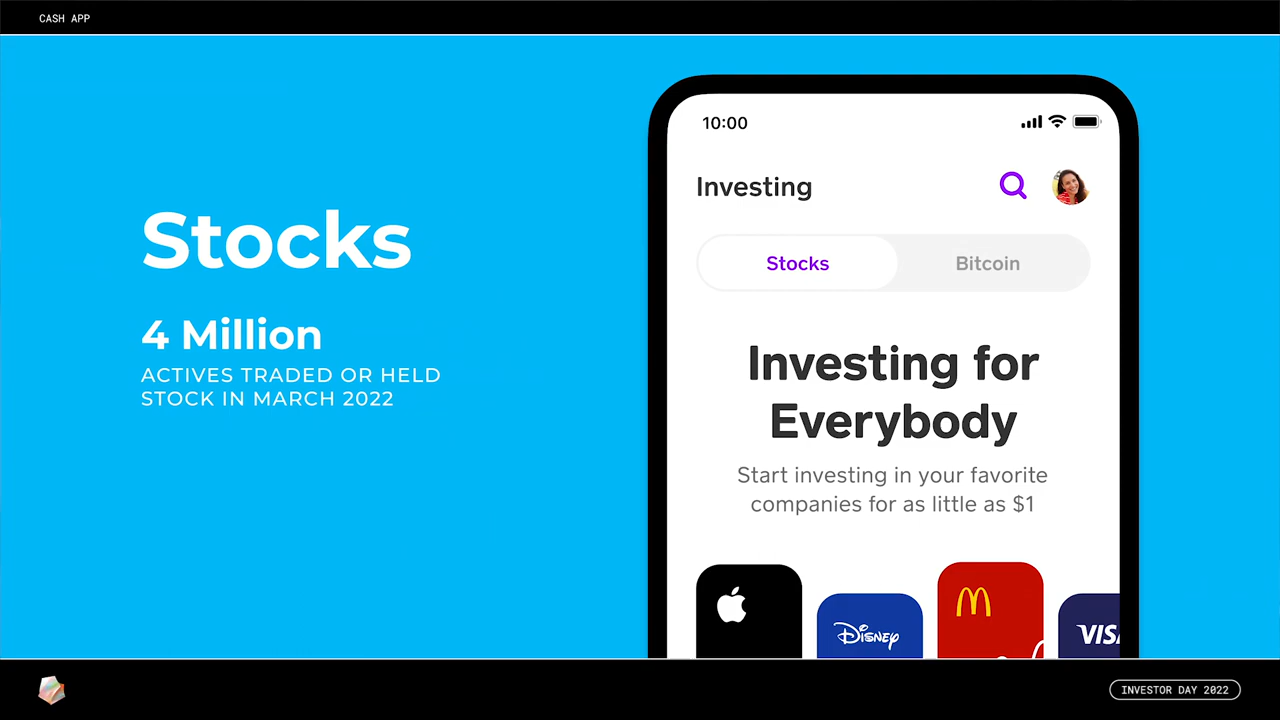 CASH APP
Stocks
4 Million
ACTIVES TRADED OR HELD
STOCK IN MARCH 2022
10:00
Investing
Stocks
Bitcoin
Investing for
Everybody
Start investing in your favorite
companies for as little as $1
Disney
VIS
INVESTOR DAY 2022